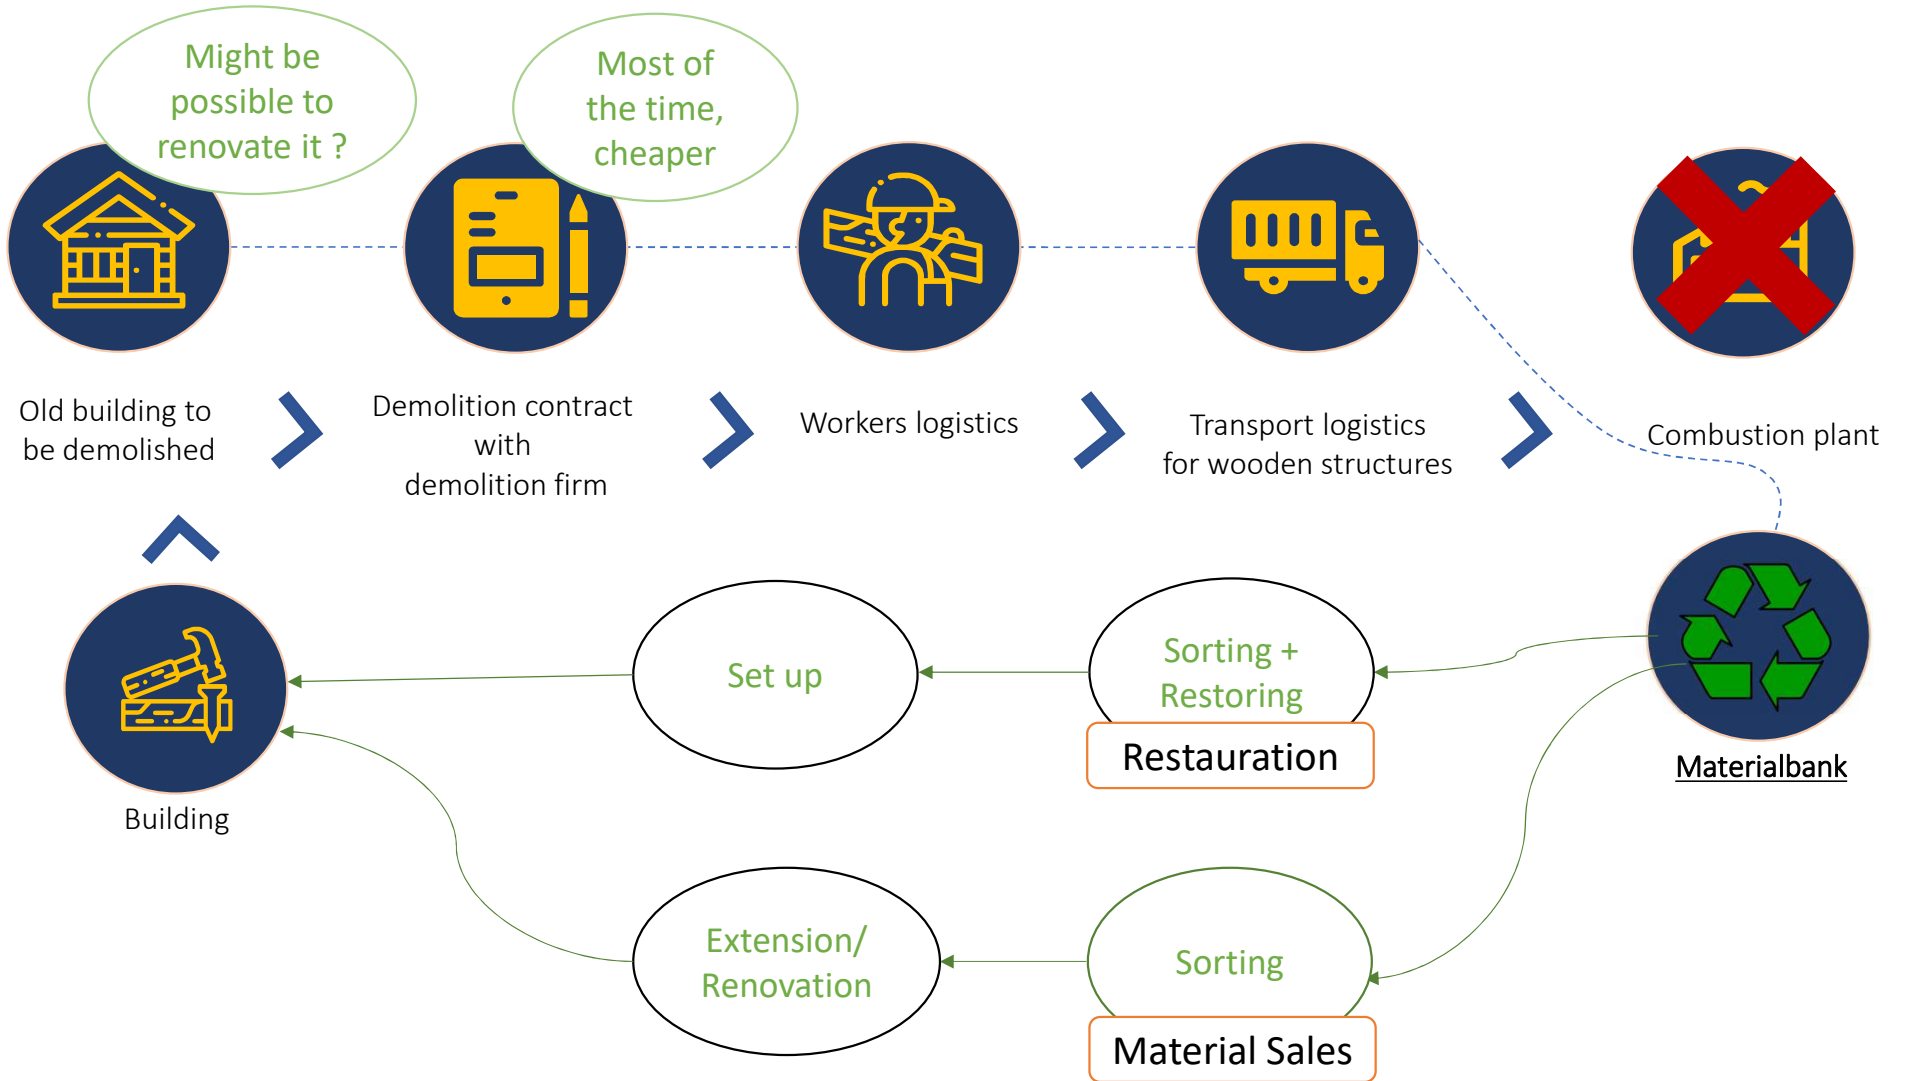 Might be
possible to
renovate it ?
Most of
the time,
cheaper
Old building to
be demolished
Demolition contract
with
demolition firm
Workers logistics
Transport logistics
for wooden structures
Combustion plant
Set up
Sorting +
Restoring
Restauration
Materialbank
Building
Extension/
Renovation
Sorting
Material Sales